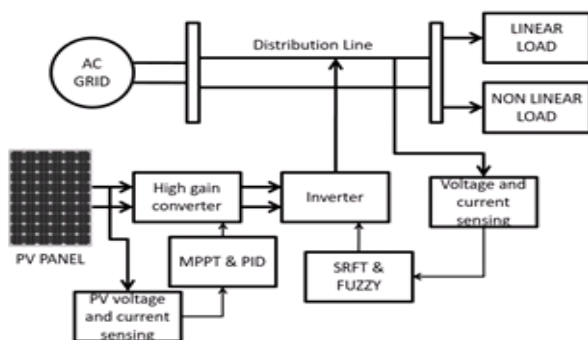 LINEAR
LOAD
Distribution Line
AC
GRID
NON LINEAR
LOAD
High gain
converter
Inverter
Voltage and
current
sensing
PV PANEL
MPPT & PID
SRFT &
FUZZY
PV voltage
and current
sensing